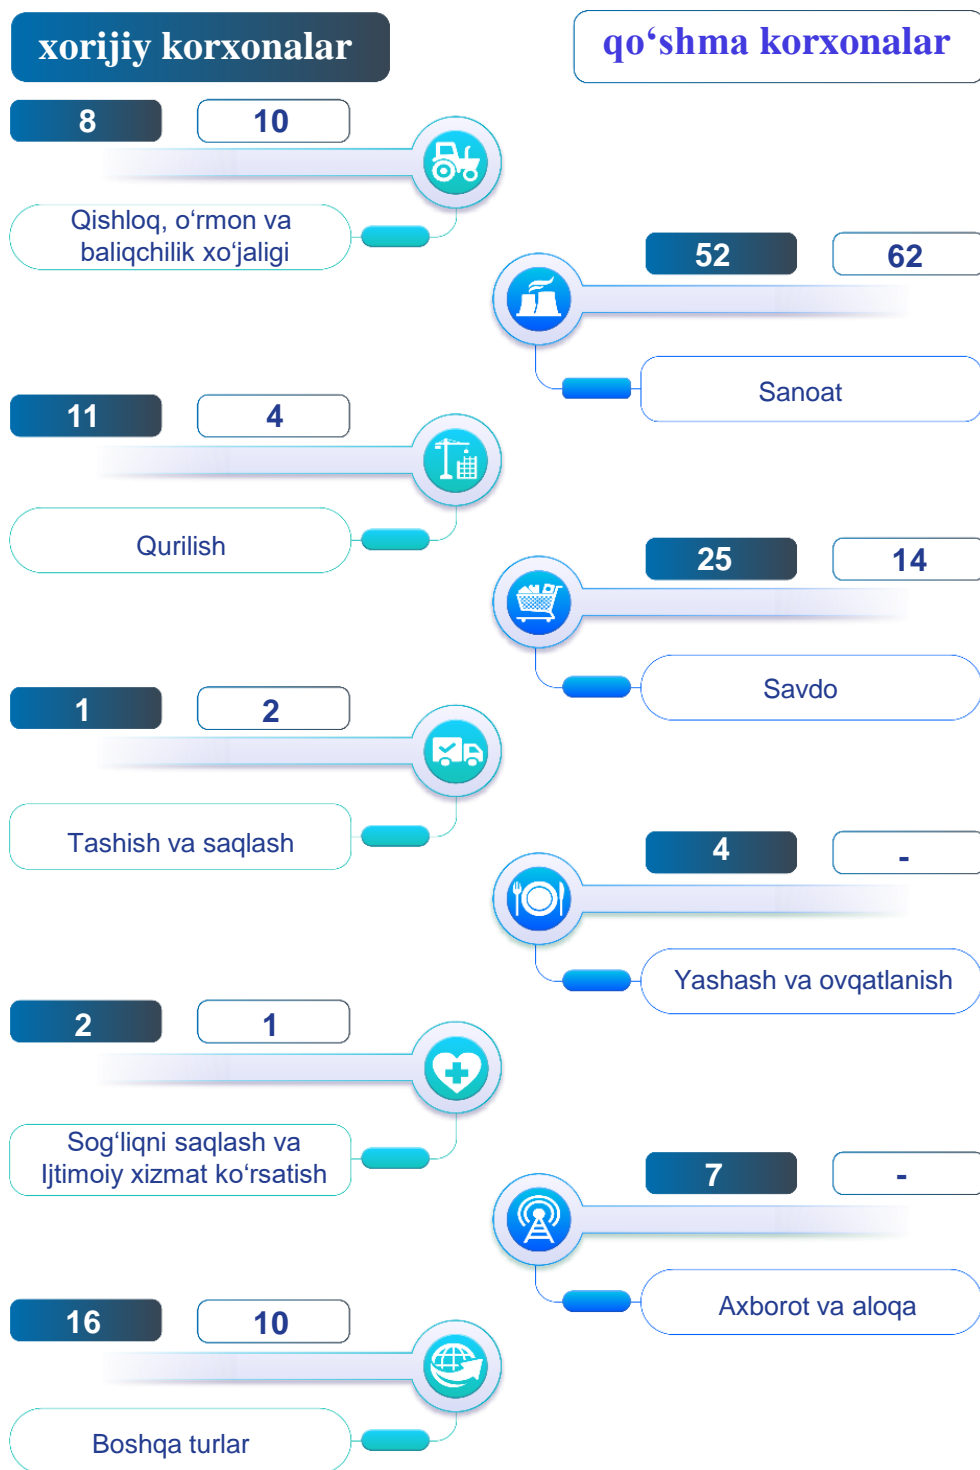 xorijiy korxonalar
qo‘shma korxonalar
8 10
Qishloq, o‘rmon va
baliqchilik xo‘jaligi
52 62
Sanoat
11 4
Qurilish
25 14
Savdo
1 2
Tashish va saqlash
4 -
Yashash va ovqatlanish
2 1
Sog‘liqni saqlash va
Ijtimoiy xizmat ko‘rsatish
7 -
Axborot va aloqa
16 10
Boshqa turlar